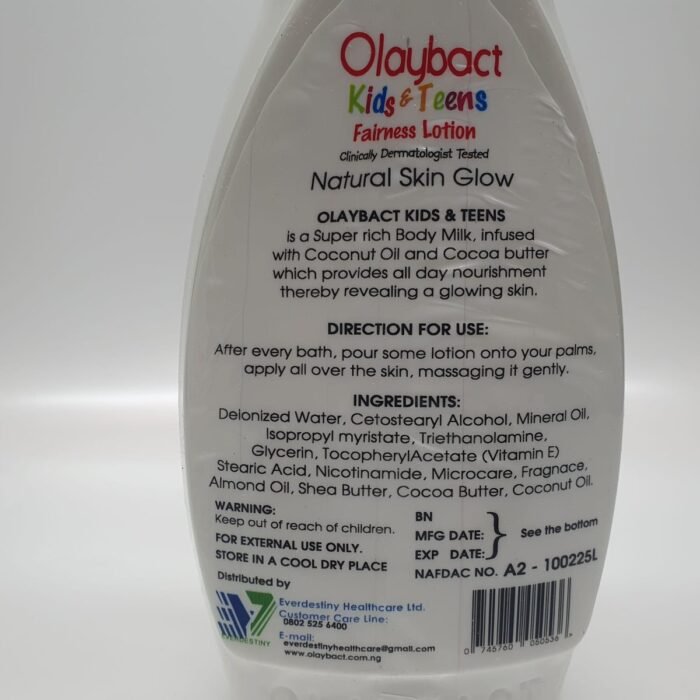 Olaybact
Kids & Teens
Fairness Lotion
Clinically Dermatologist Tested
Natural Skin Glow
OLAYBACT KIDS & TEENS
is a Super rich Body Milk, infused
with Coconut Oil and Cocoa butter
which provides all day nourishment
thereby revealing a glowing skin.
DIRECTION FOR USE:
After every bath, pour some lotion onto your palms,
apply all over the skin, massaging it gently.
INGREDIENTS:
Deionized Water, Cetostearyl Alcohol, Mineral Oil,
Isopropyl myristate, Triethanolamine,
Glycerin, TocopherylAcetate (Vitamin E)
Stearic Acid, Nicotinamide, Microcare, Fragnace,
Almond Oil, Shea Butter, Cocoa Butter, Coconut Oil.
WARNING:
Keep out of reach of children.
FOR EXTERNAL USE ONLY.
STORE IN A COOL DRY PLACE
BN
MFG DATE:
EXP DATE:
See the bottom
NAFDAC NO. A2 - 100225L
Distributed by
EVERDESTINY
Everdestiny Healthcare Ltd.
Customer Care Line:
0802 525 6400
E-mail:
everdestinyhealthcare@gmail.com
www.olaybact.com.ng
0 745760 050536 >